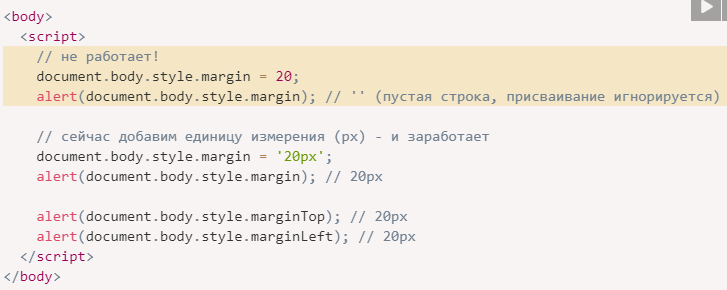 <body>
<script>
// не работает!
document.body.style.margin = 20;
alert(document.body.style.margin); // '' (пустая строка, присваивание игнорируется)
// сейчас добавим единицу измерения (px) - и заработает
document.body.style.margin = '20px';
alert(document.body.style.margin); // 20px
alert(document.body.style.marginTop); // 20px
alert(document.body.style.marginLeft); // 20px
</script>
</body>